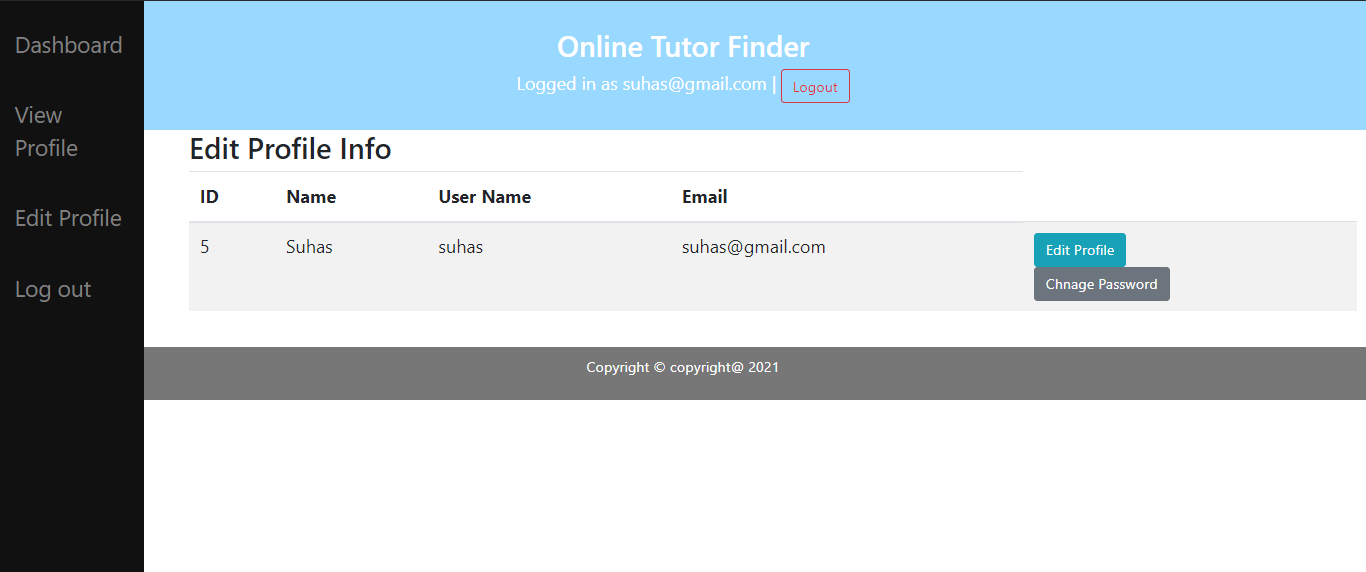 Dashboard
View
Profile
Edit Profile
Log out
Online Tutor Finder
Logged in as suhas@gmail.com | Logout
Edit Profile Info
ID Name User Name Email
5 Suhas suhas suhas@gmail.com Edit Profile
Chnage Password
Copyright © copyright@ 2021